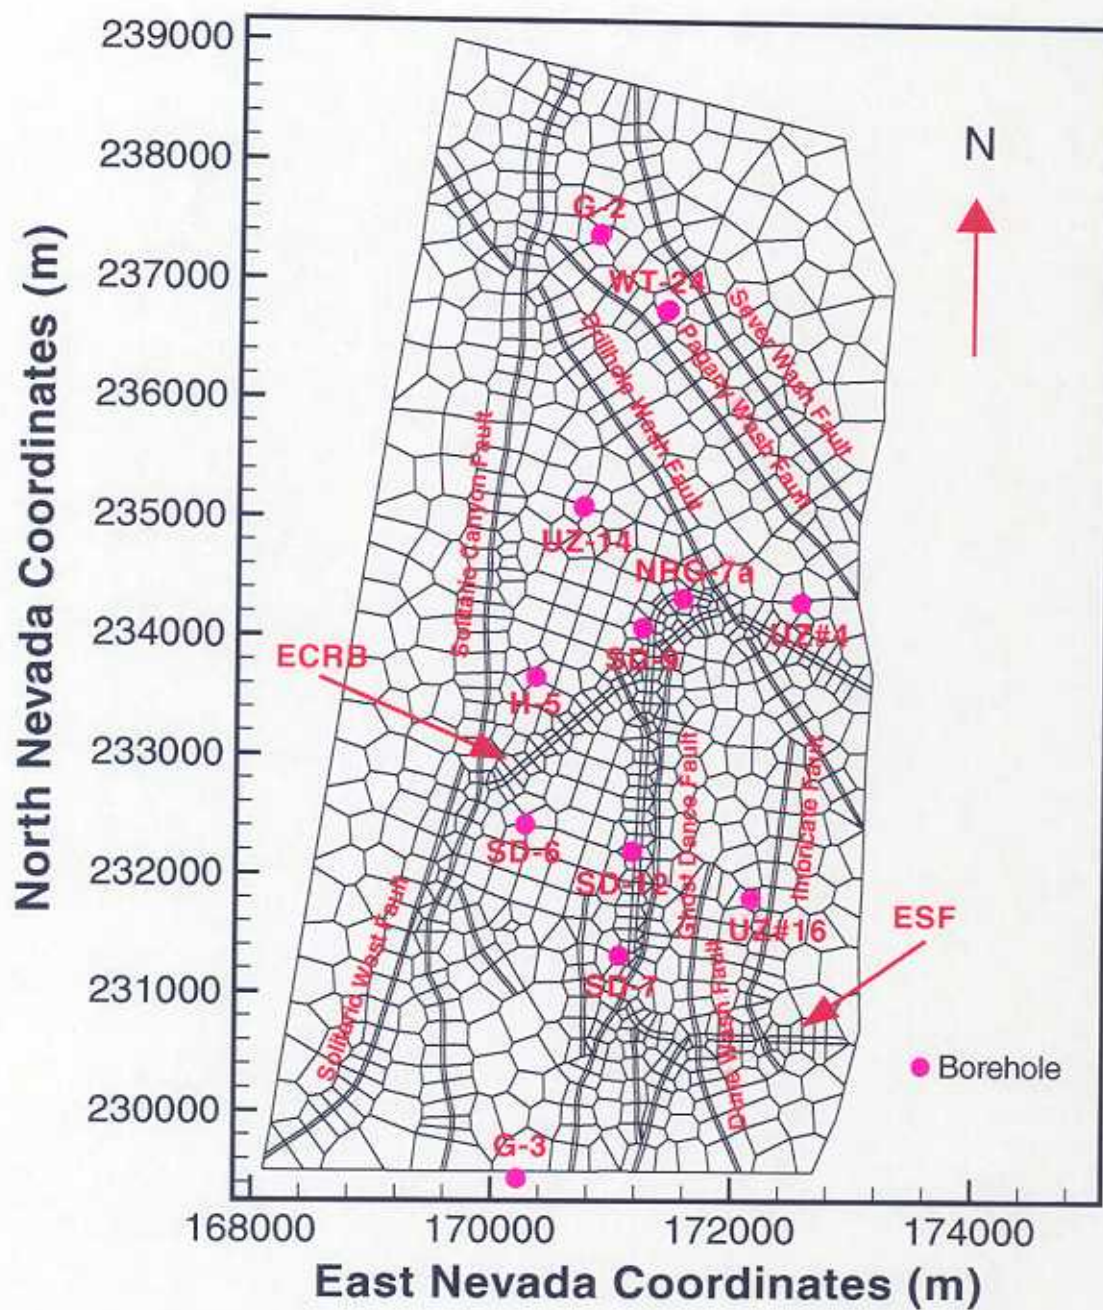 239000
238000
237000
236000
235000
234000
233000
232000
231000
230000
North Nevada Coordinates (m)
168000
170000
172000
174000
East Nevada Coordinates (m)
N
G-2
WT-24
Sever Wash Fault
Pagany Wash Fault
Drillhole Wash Fault
Solitario Canyon Fault
UZ-14
NRG-7a
UZ#4
SD-9
ECRB
H-5
Ghost Dance Fault
Imbricate Fault
SD-6
SD-12
UZ#16
ESF
Solitario West Fault
SD-7
Dune Wash Fault
Borehole
G-3